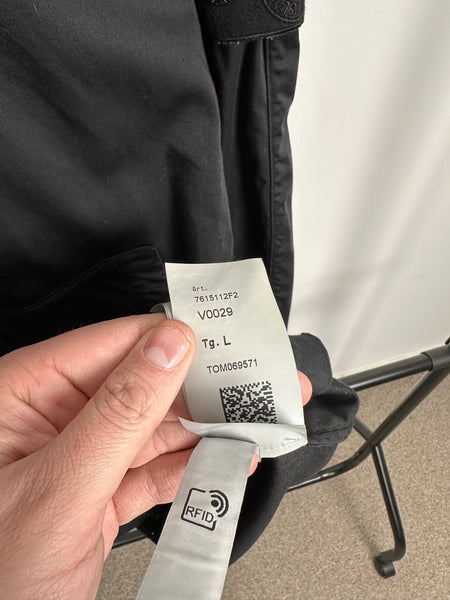 Art.
7615112F2
V0029
Tg. L
TOM069571
RFID